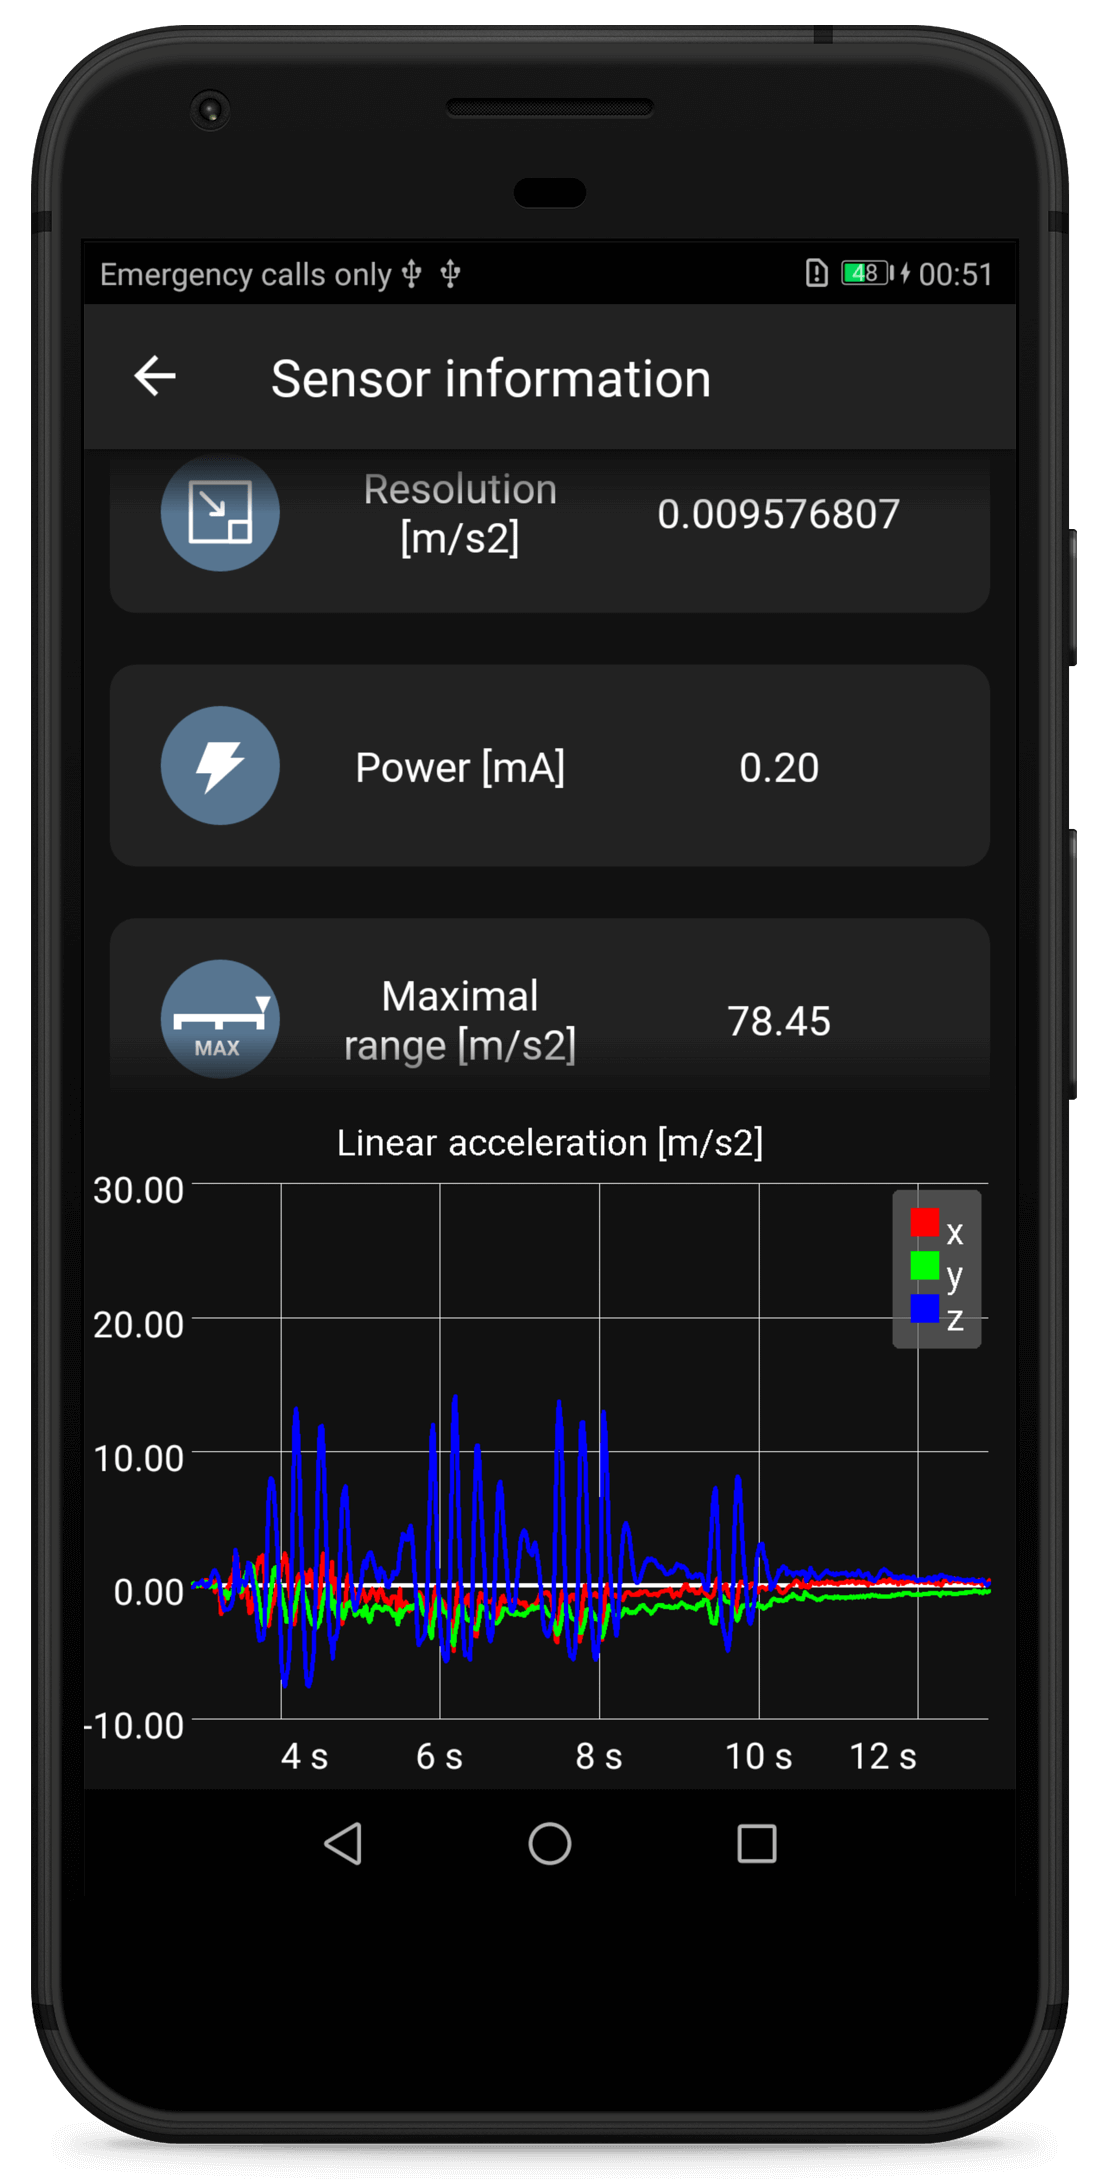 Emergency calls only
48 00:51
Sensor information
Resolution
[m/s2]
0.009576807
Power [mA]
0.20
MAX
Maximal
range [m/s2]
78.45
Linear acceleration [m/s2]
30.00
20.00
10.00
0.00
-10.00
x
y
z
4 s
6 s
8 s
10 s
12 s